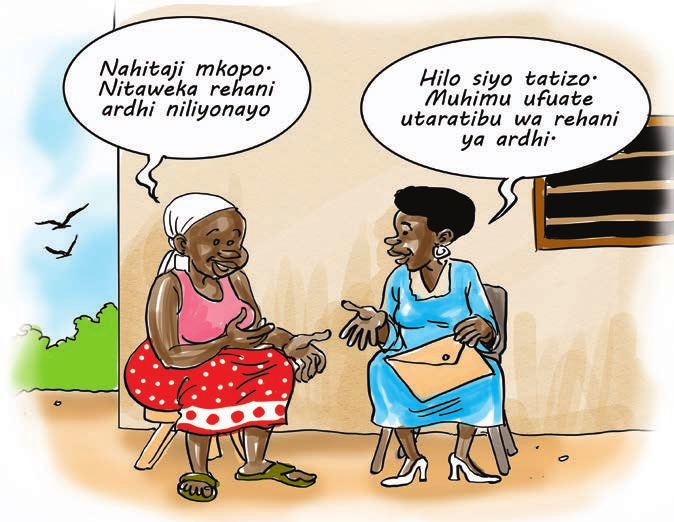 Nahitaji mkopo.
Nitaweka rehani
ardhi niliyonayo
Hilo siyo tatizo.
Muhimu ufuate
utaratibu wa rehani
ya ardhi.